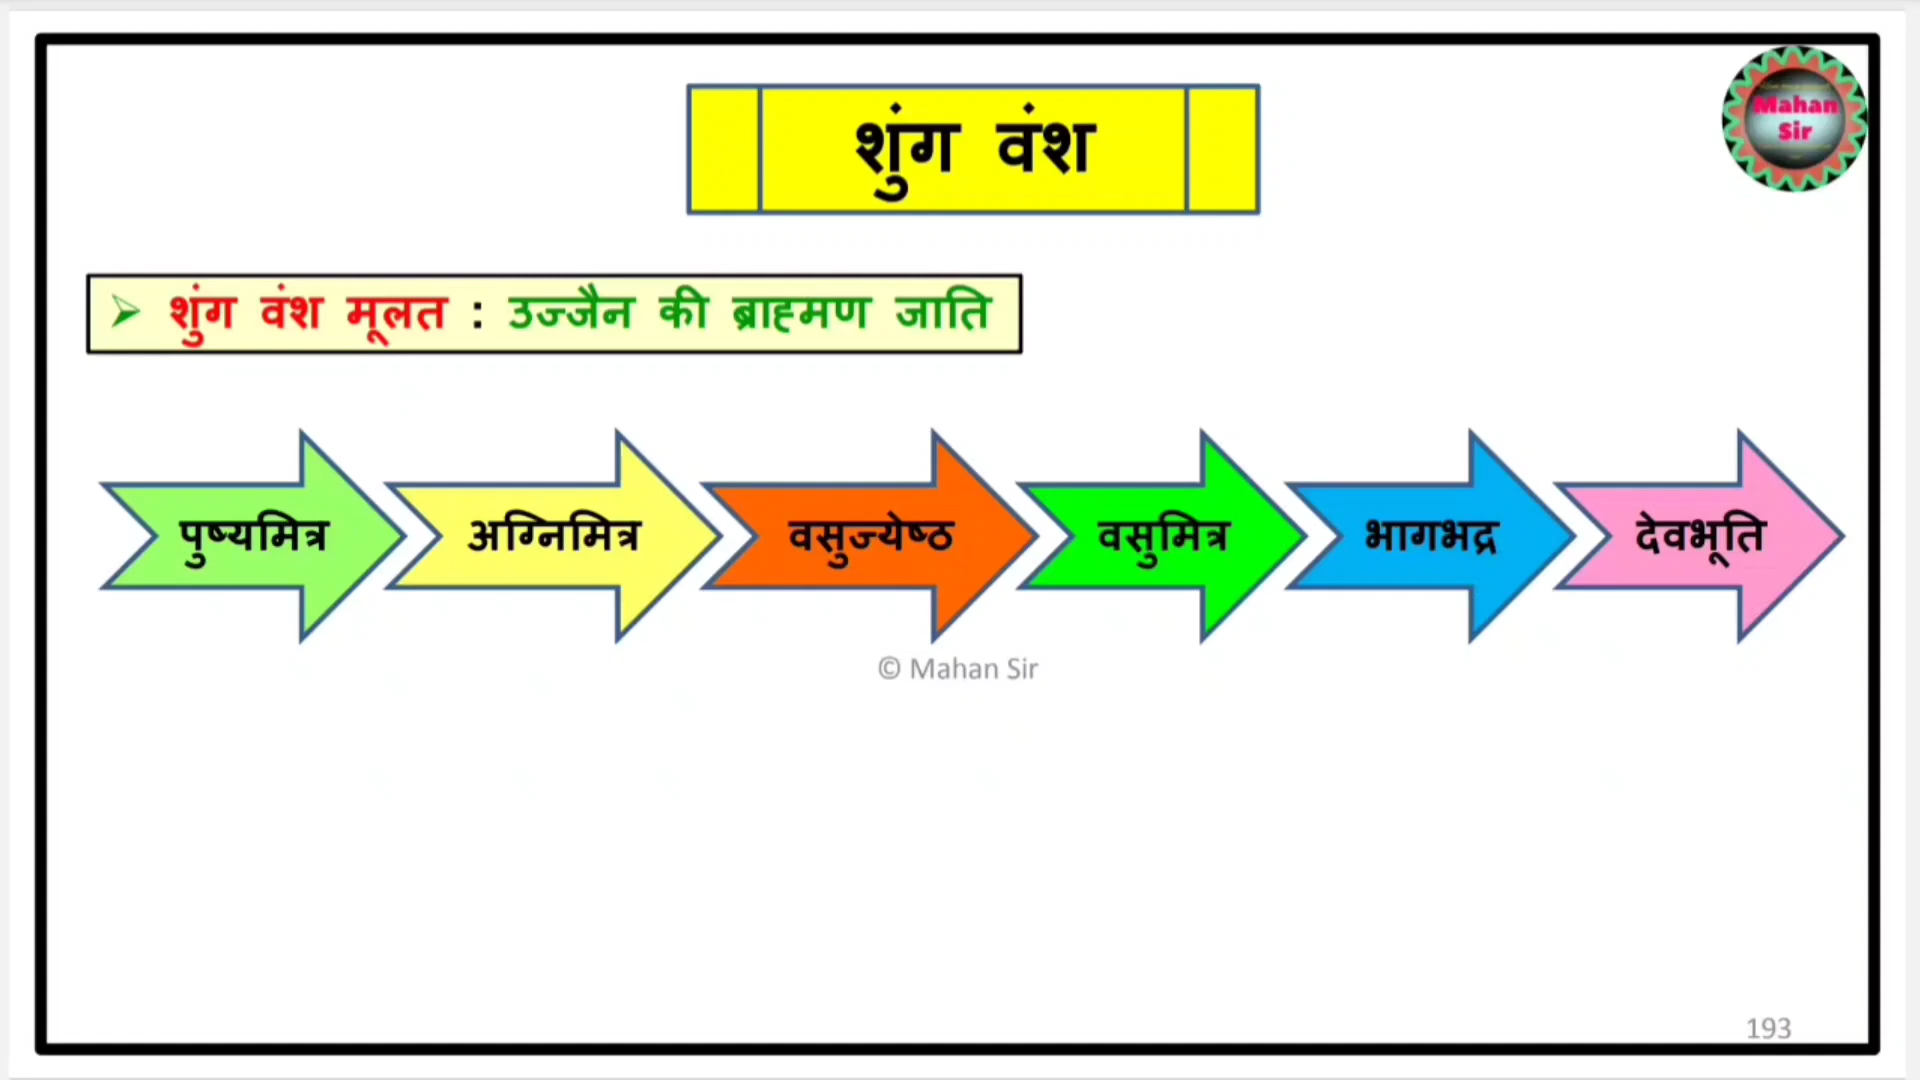 Mahan
Sir
शुंग वंश
➢ शुंग वंश मूलत : उज्जैन की ब्राह्मण जाति
पुष्यमित्र
अग्निमित्र
वसुज्येष्ठ
वसुमित्र
भागभद्र
देवभूति
© Mahan Sir
193